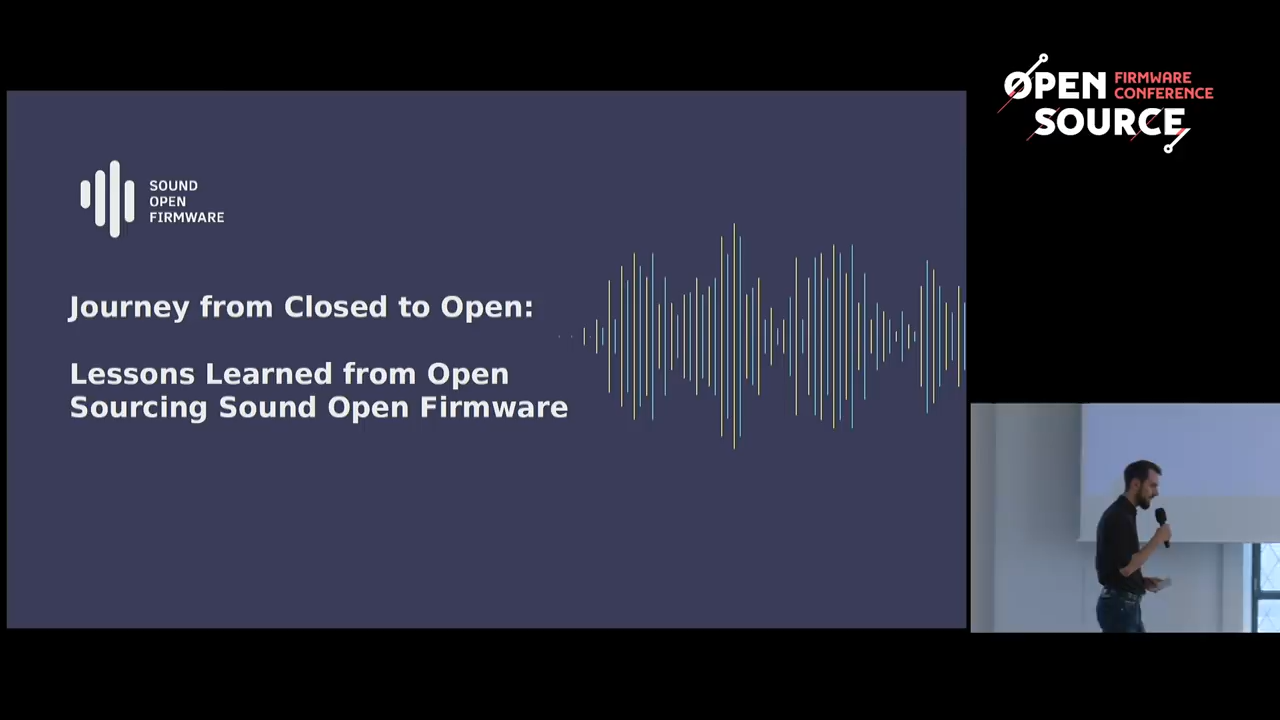 OPEN FIRMWARE
CONFERENCE
SOURCE
SOUND
OPEN
FIRMWARE
Journey from Closed to Open:
Lessons Learned from Open
Sourcing Sound Open Firmware